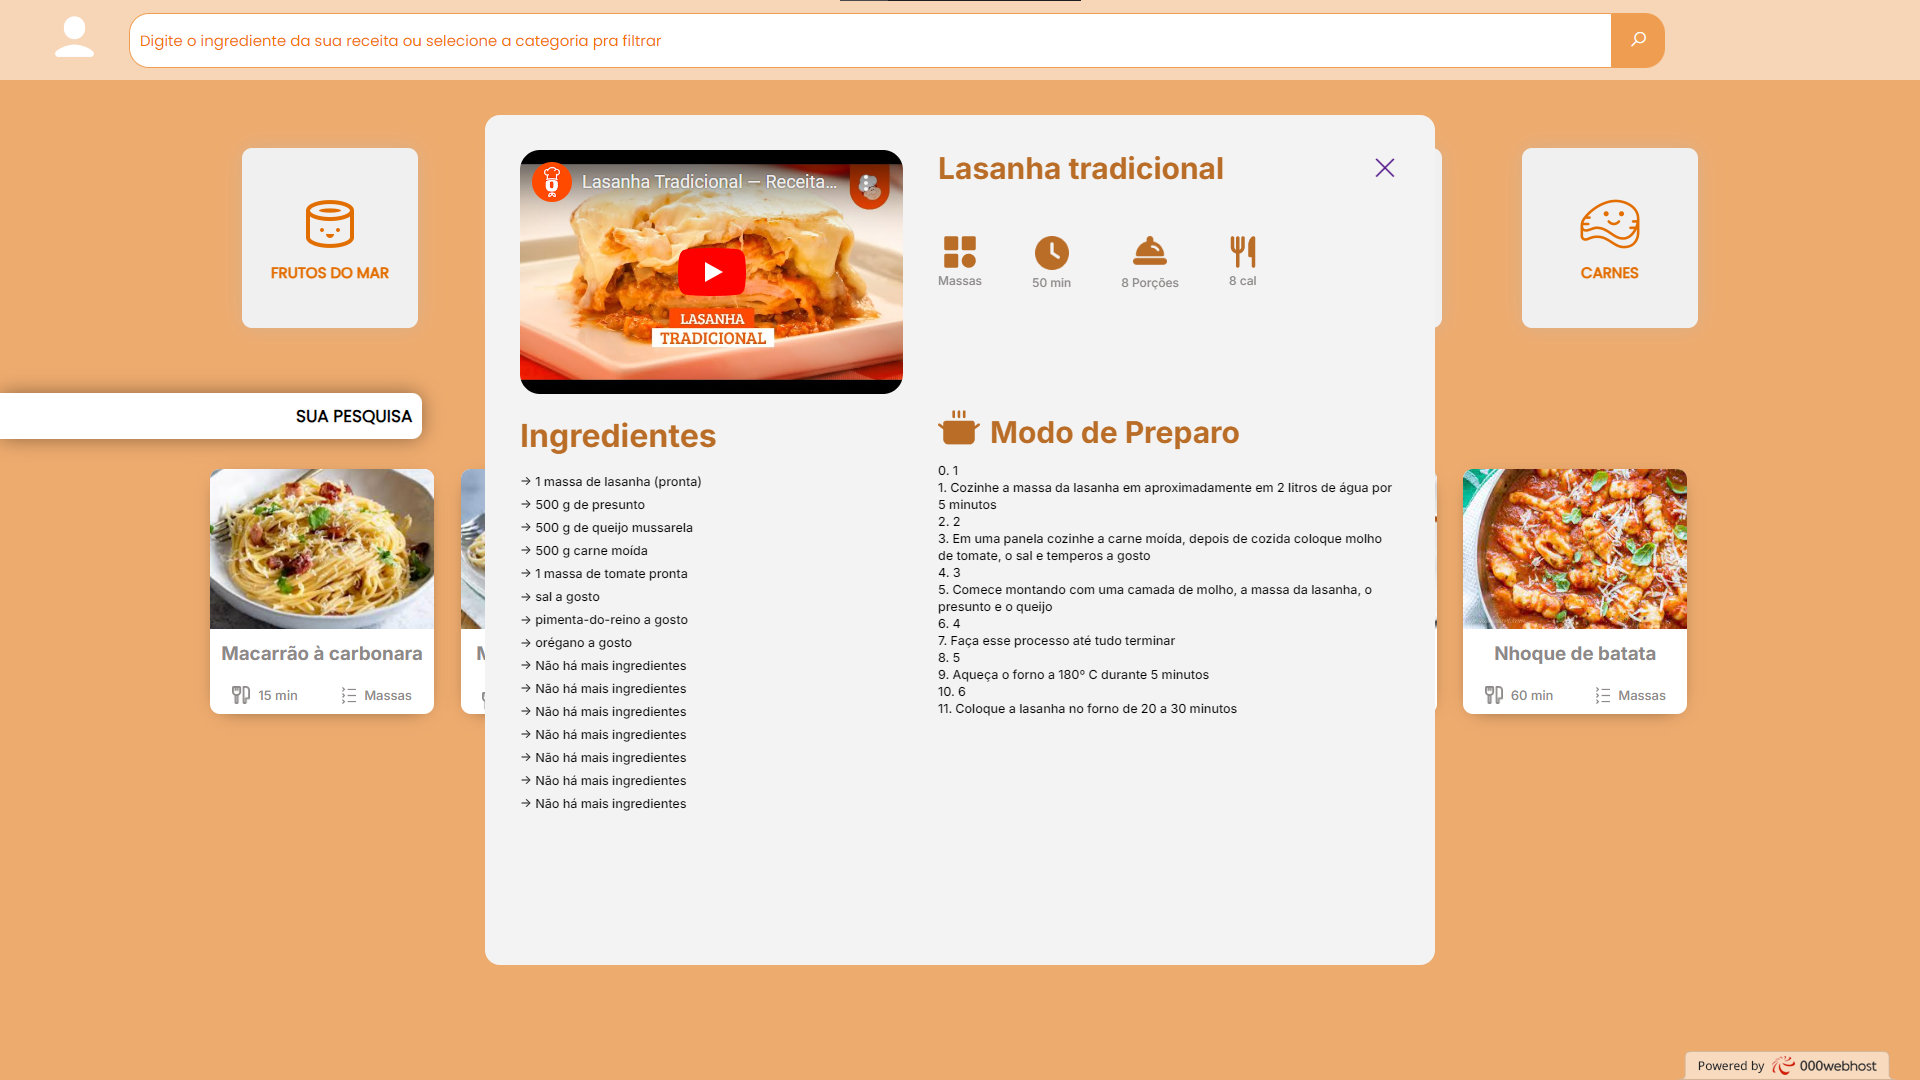 Digite o ingrediente da sua receita ou selecione a categoria pra filtrar
FRUTOS DO MAR
CARNES
Lasanha Tradicional — Receita...
LASANHA
TRADICIONAL
Lasanha tradicional
Massas
50 min
8 Porções
8 cal
SUA PESQUISA
Ingredientes
→ 1 massa de lasanha (pronta)
→ 500 g de presunto
→ 500 g de queijo mussarela
→ 500 g carne moída
→ 1 massa de tomate pronta
→ sal a gosto
→ pimenta-do-reino a gosto
→ orégano a gosto
→ Não há mais ingredientes
→ Não há mais ingredientes
→ Não há mais ingredientes
→ Não há mais ingredientes
→ Não há mais ingredientes
→ Não há mais ingredientes
→ Não há mais ingredientes
Modo de Preparo
0. 1
1. Cozinhe a massa da lasanha em aproximadamente em 2 litros de água por
5 minutos
2. 2
3. Em uma panela cozinhe a carne moída, depois de cozida coloque molho
de tomate, o sal e temperos a gosto
4. 3
5. Comece montando com uma camada de molho, a massa da lasanha, o
presunto e o queijo
6. 4
7. Faça esse processo até tudo terminar
8. 5
9. Aqueça o forno a 180º C durante 5 minutos
10. 6
11. Coloque a lasanha no forno de 20 a 30 minutos
Macarrão à carbonara
15 min
Massas
Nhoque de batata
60 min
Massas
Powered by 000webhost